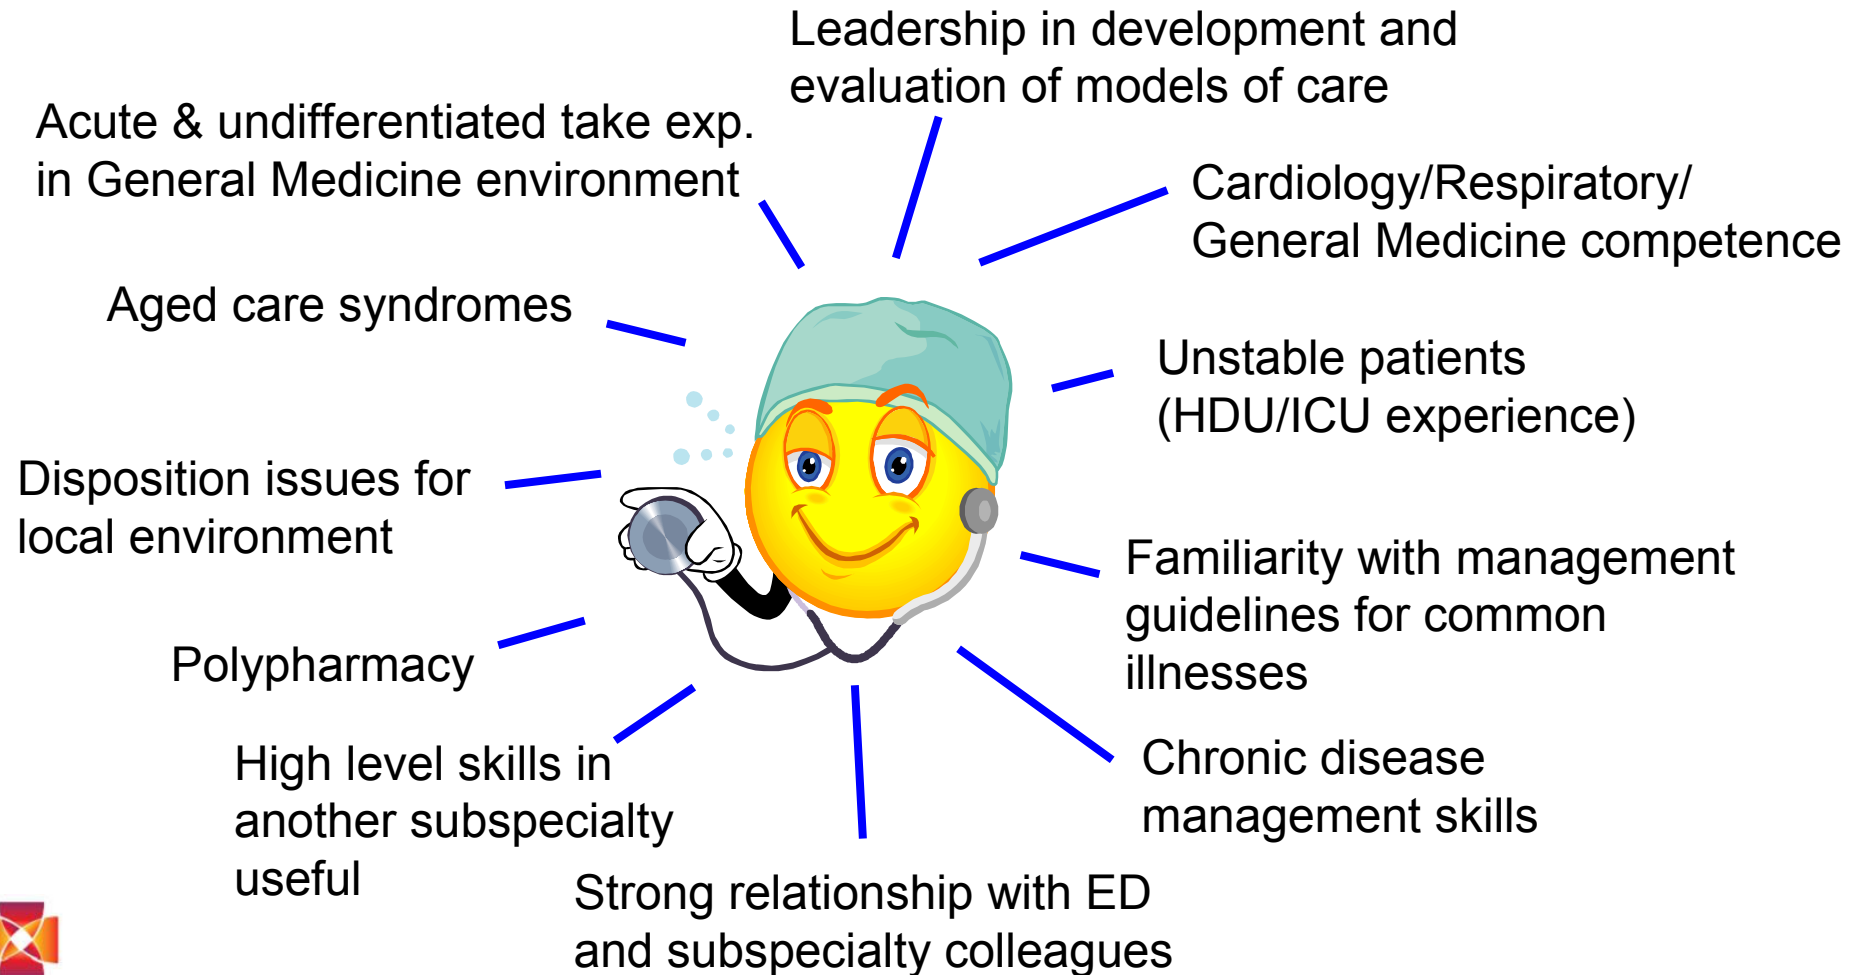 Leadership in development and
evaluation of models of care
Acute & undifferentiated take exp.
in General Medicine environment
Cardiology/Respiratory/
General Medicine competence
Aged care syndromes
Unstable patients
(HDU/ICU experience)
Disposition issues for
local environment
Familiarity with management
guidelines for common
illnesses
Polypharmacy
Chronic disease
management skills
High level skills in
another subspecialty
useful
Strong relationship with ED
and subspecialty colleagues